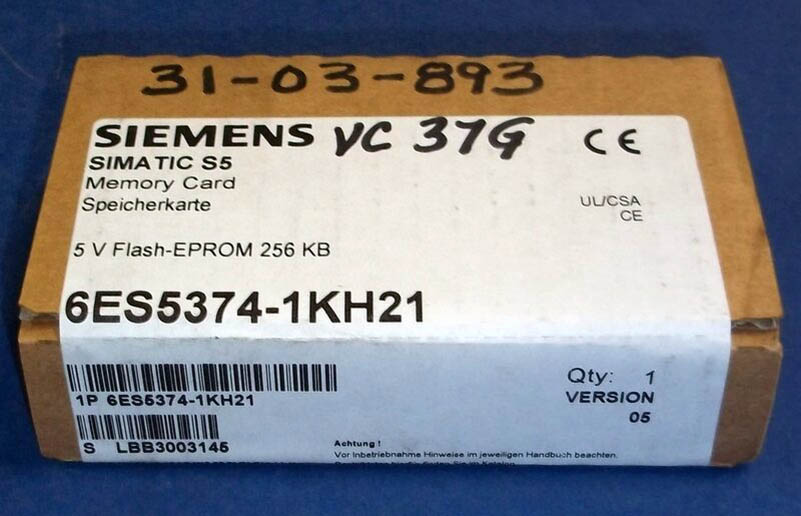 31-03-893
SIEMENS VC 37G CE
SIMATIC S5
Memory Card
Speicherkarte
UL/CSA
CE
5 V Flash-EPROM 256 KB
6ES5374-1KH21
1P 6ES5374-1KH21
Qty: 1
VERSION
05
S LBB3003145
Achtung !
Vor Inbetriebnahme Hinweise im jeweiligen Handbuch beachten.